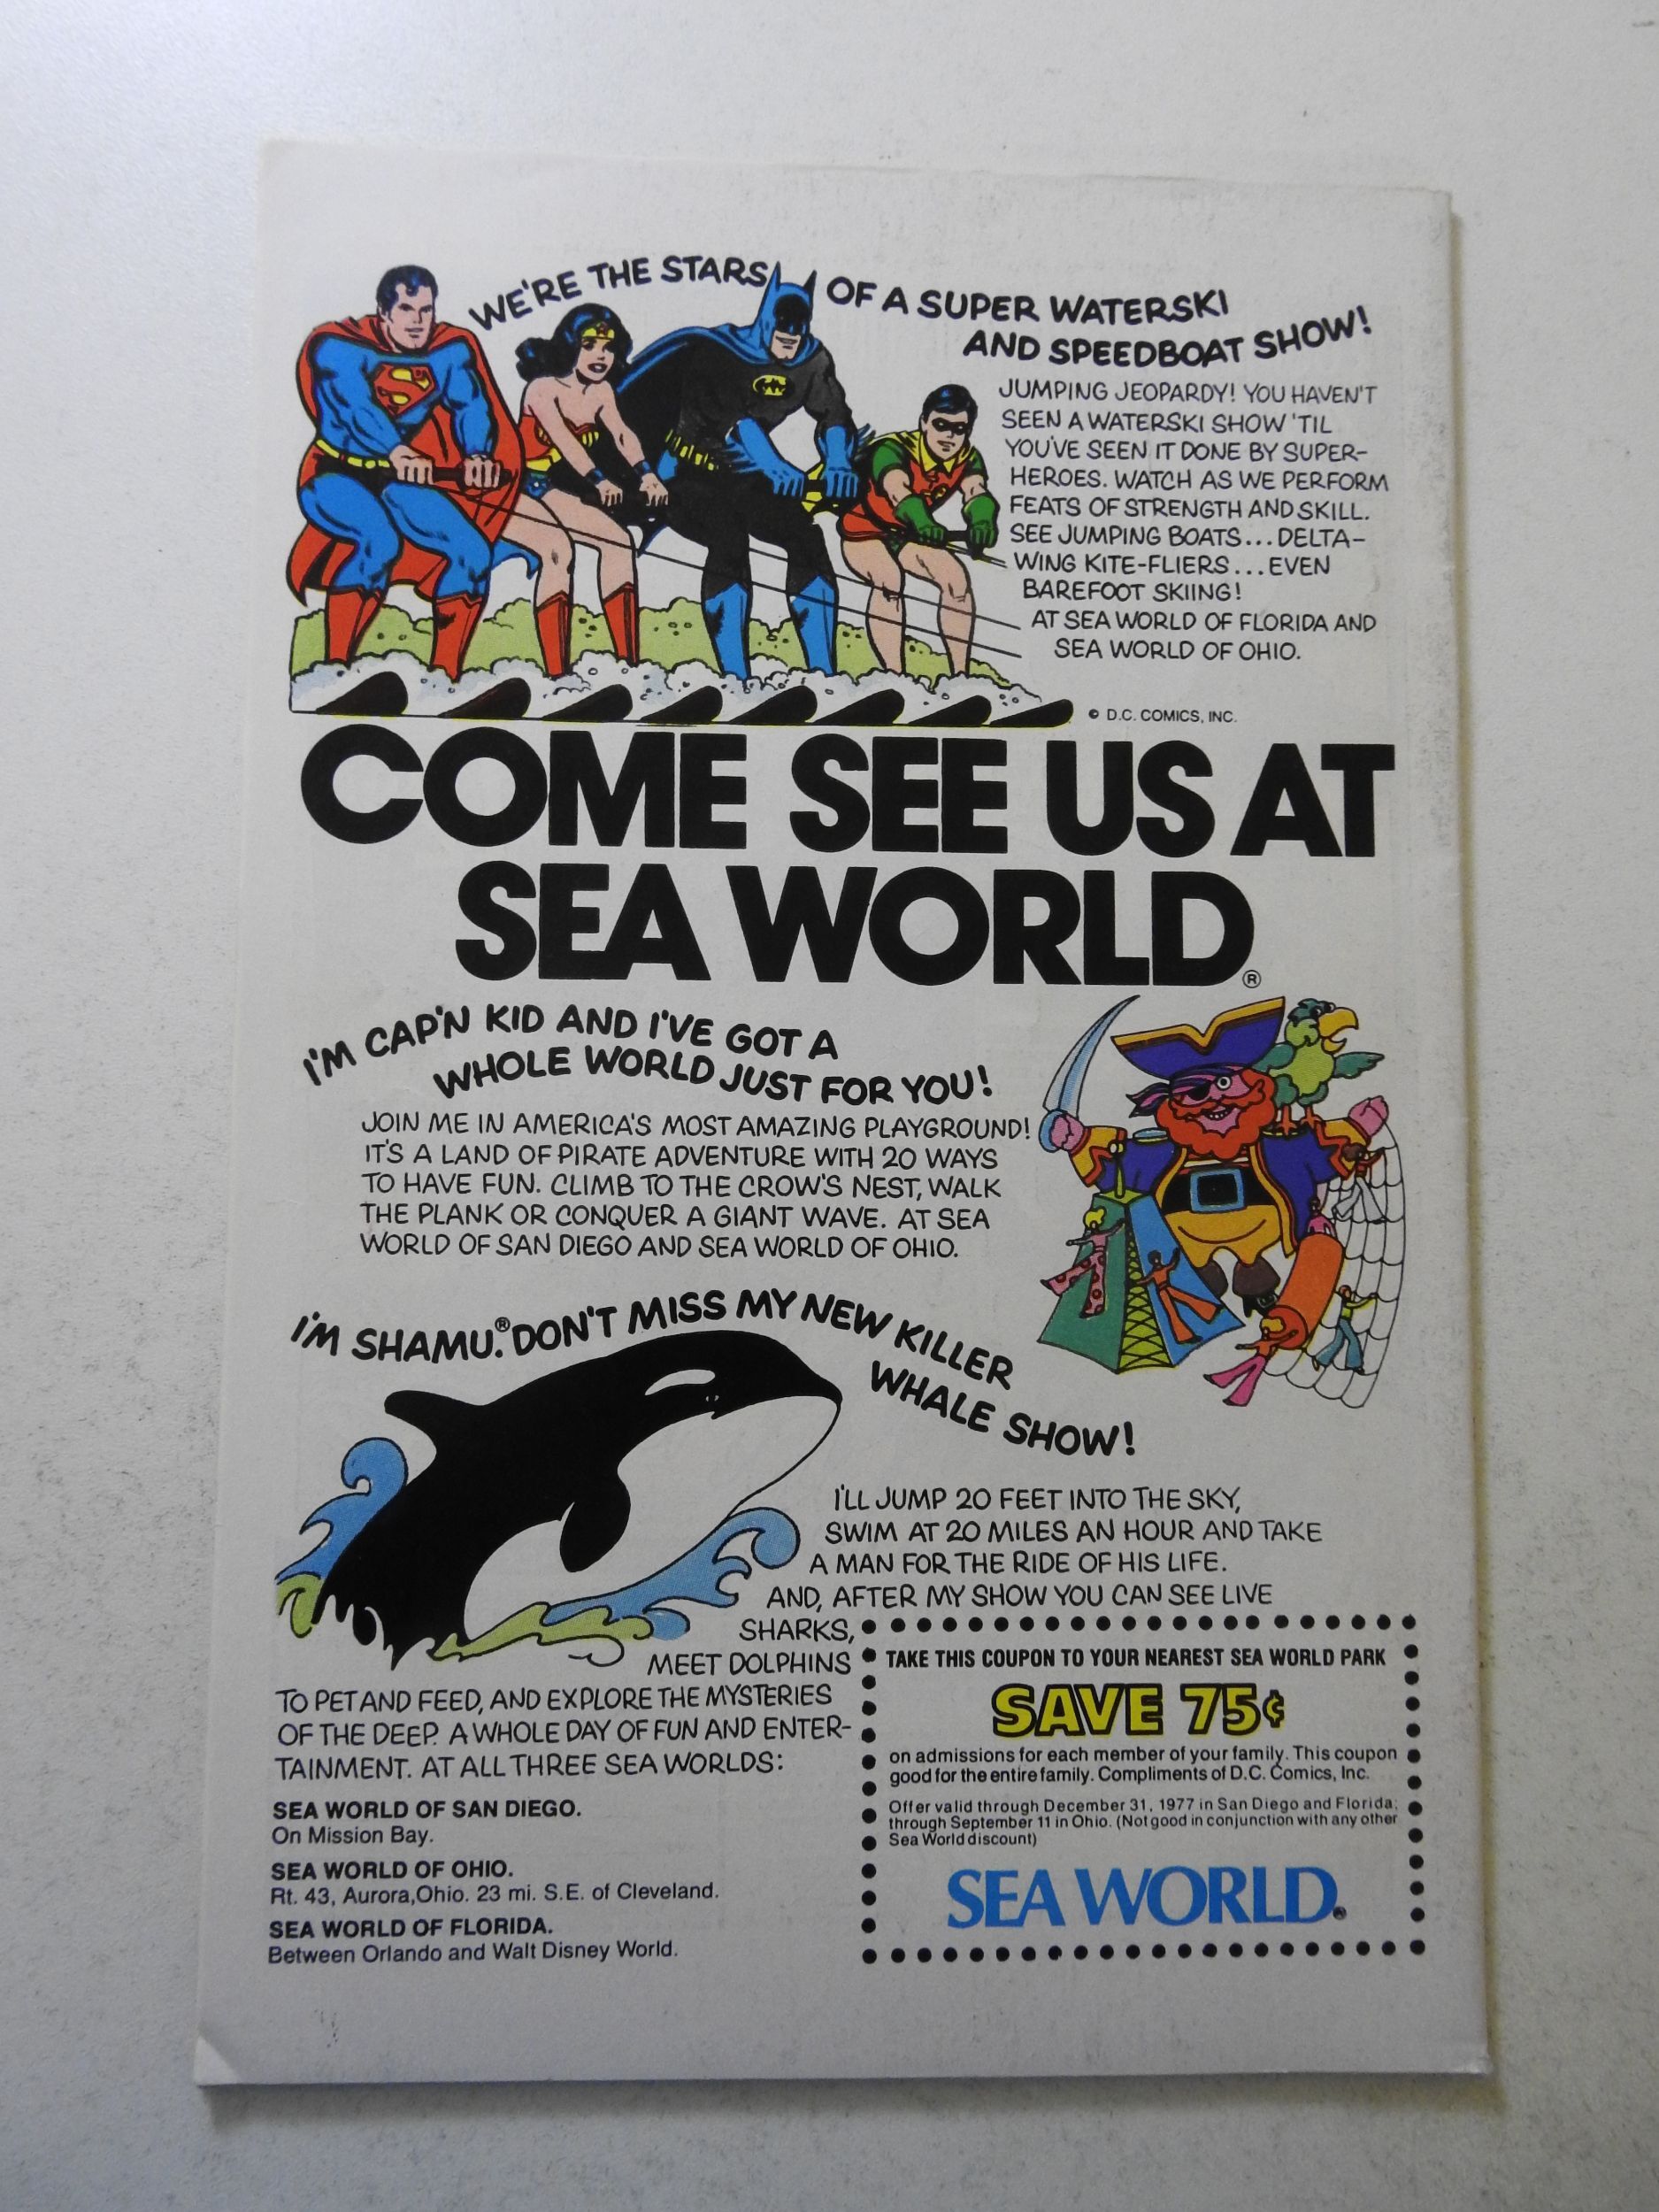 WE'RE THE STARS OF A SUPER WATERSKI
AND SPEEDBOAT SHOW!
JUMPING JEOPARDY! YOU HAVEN'T
SEEN A WATERSKI SHOW 'TIL
YOU'VE SEEN IT DONE BY SUPER-
HEROES. WATCH AS WE PERFORM
FEATS OF STRENGTH AND SKILL.
SEE JUMPING BOATS... DELTA-
WING KITE-FLIERS... EVEN
BAREFOOT SKIING!
AT SEA WORLD OF FLORIDA AND
SEA WORLD OF OHIO.
© D.C. COMICS, INC.
COME SEE US AT
SEA WORLD®
I'M CAP'N KID AND I'VE GOT A
WHOLE WORLD JUST FOR YOU!
JOIN ME IN AMERICA'S MOST AMAZING PLAYGROUND!
IT'S A LAND OF PIRATE ADVENTURE WITH 20 WAYS
TO HAVE FUN. CLIMB TO THE CROW'S NEST, WALK
THE PLANK OR CONQUER A GIANT WAVE. AT SEA
WORLD OF SAN DIEGO AND SEA WORLD OF OHIO.
I'M SHAMU.® DON'T MISS MY NEW KILLER
WHALE SHOW!
I'LL JUMP 20 FEET INTO THE SKY,
SWIM AT 20 MILES AN HOUR AND TAKE
A MAN FOR THE RIDE OF HIS LIFE.
AND, AFTER MY SHOW YOU CAN SEE LIVE
SHARKS,
MEET DOLPHINS
TO PET AND FEED, AND EXPLORE THE MYSTERIES
OF THE DEEP. A WHOLE DAY OF FUN AND ENTER-
TAINMENT. AT ALL THREE SEA WORLDS:
SEA WORLD OF SAN DIEGO.
On Mission Bay.
SEA WORLD OF OHIO.
Rt. 43, Aurora, Ohio. 23 mi. S.E. of Cleveland.
SEA WORLD OF FLORIDA.
Between Orlando and Walt Disney World.
TAKE THIS COUPON TO YOUR NEAREST SEA WORLD PARK
SAVE 75¢
on admissions for each member of your family. This coupon
good for the entire family. Compliments of D.C. Comics, Inc.
Offer valid through December 31, 1977 in San Diego and Florida;
through September 11 in Ohio. (Not good in conjunction with any other
Sea World discount)
SEA WORLD®